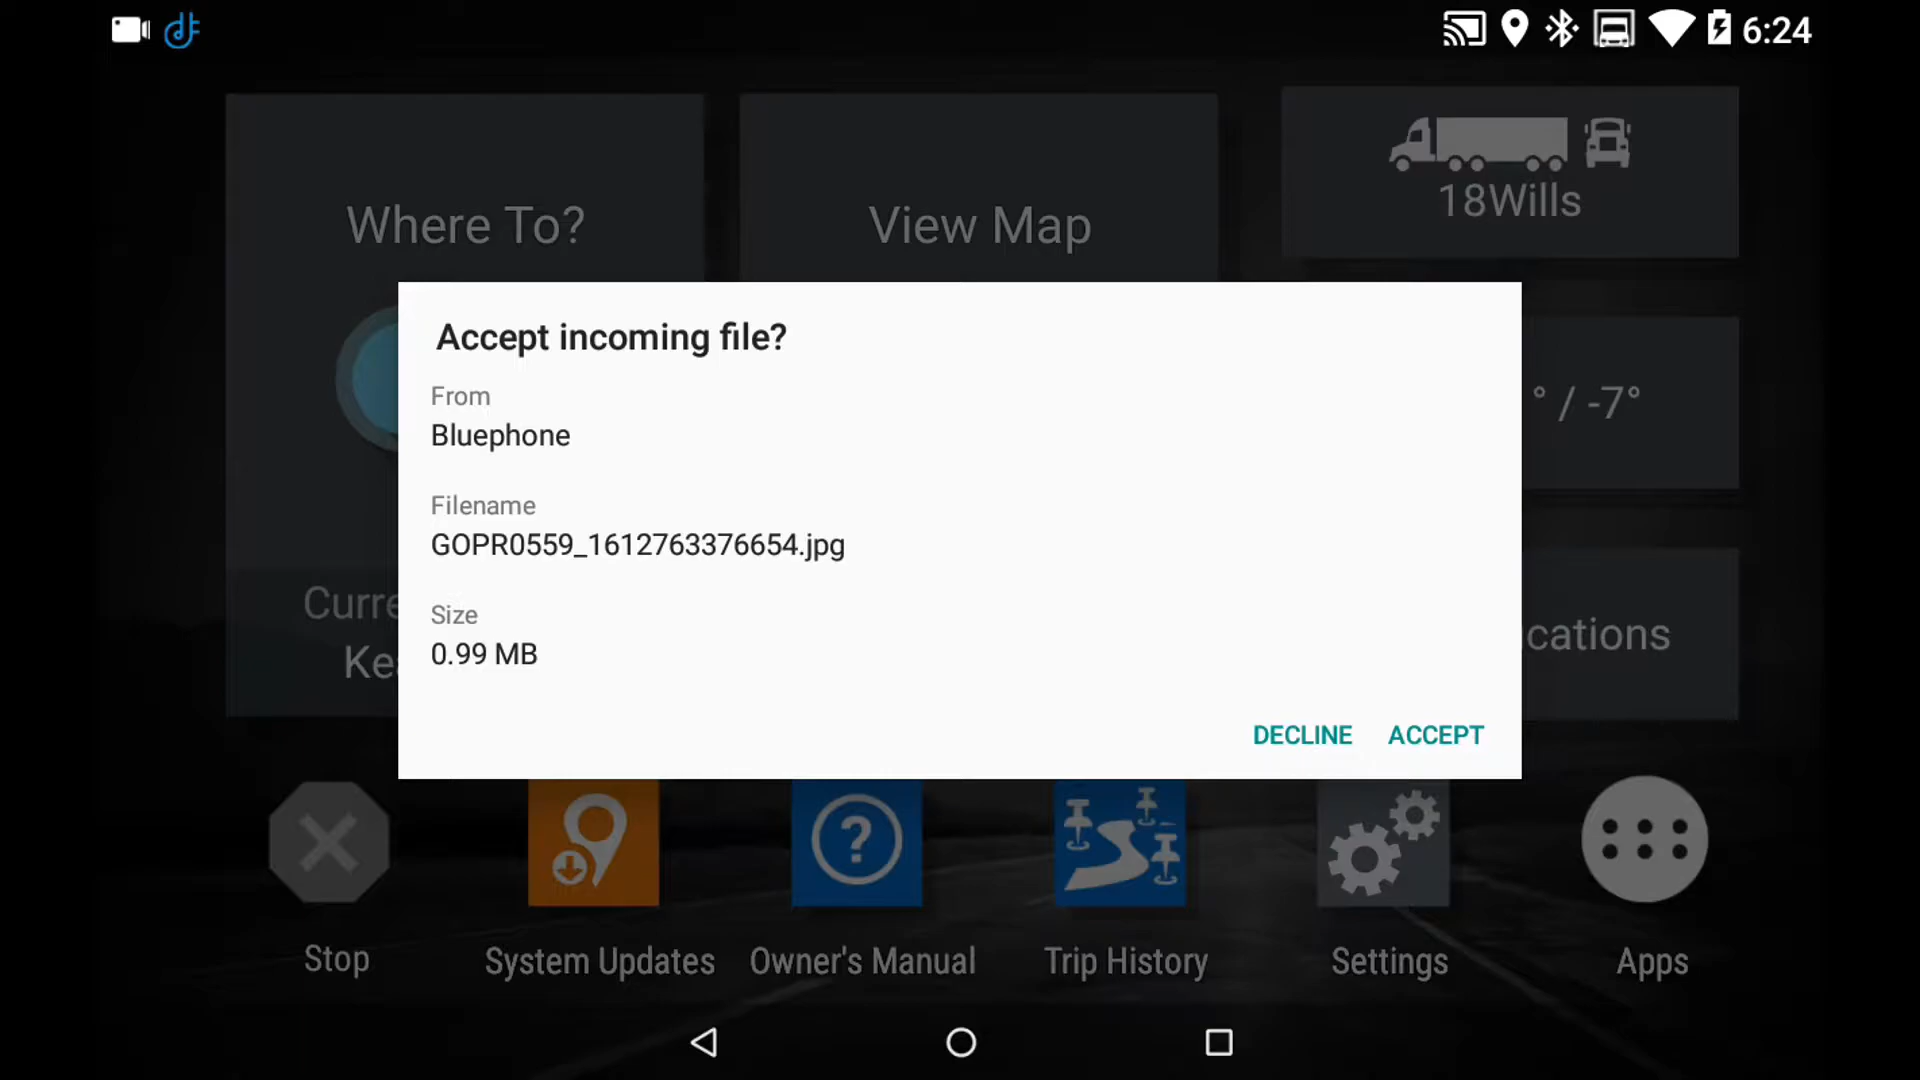 6:24
Where To?
View Map
18Wills
Accept incoming file?
From
Bluephone
Filename
GOPR0559_1612763376654.jpg
Size
0.99 MB
DECLINE ACCEPT
° / -7°
Curre
Kea
cations
Stop
System Updates
Owner's Manual
Trip History
Settings
Apps